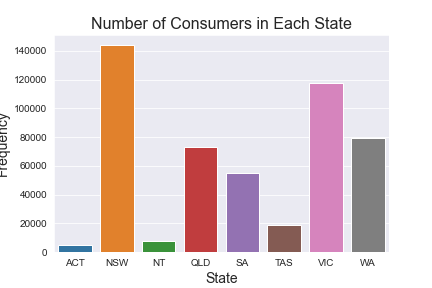 Number of Consumers in Each State
140000
120000
100000
80000
60000
40000
20000
0
Frequency
ACT NSW NT QLD SA TAS VIC WA
State